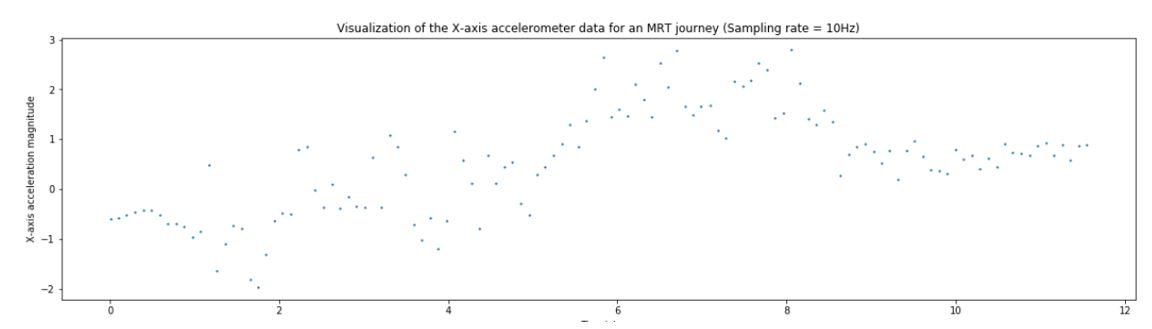 Visualization of the X-axis accelerometer data for an MRT journey (Sampling rate = 10Hz)
X-axis acceleration magnitude
3
2
1
0
−1
−2
0 2 4 6 8 10 12